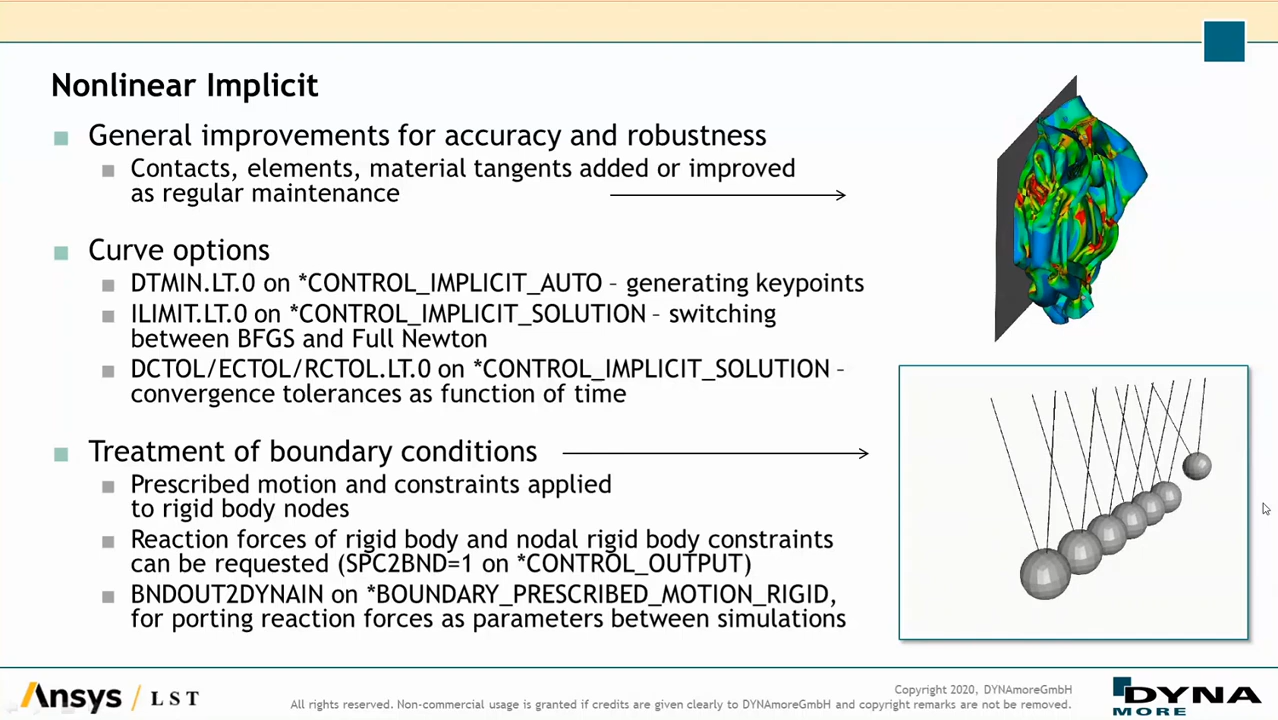 Nonlinear Implicit
General improvements for accuracy and robustness
Contacts, elements, material tangents added or improved
as regular maintenance
Curve options
DTMIN.LT.0 on *CONTROL_IMPLICIT_AUTO – generating keypoints
ILIMIT.LT.0 on *CONTROL_IMPLICIT_SOLUTION – switching
between BFGS and Full Newton
DCTOL/ECTOL/RCTOL.LT.0 on *CONTROL_IMPLICIT_SOLUTION –
convergence tolerances as function of time
Treatment of boundary conditions
Prescribed motion and constraints applied
to rigid body nodes
Reaction forces of rigid body and nodal rigid body constraints
can be requested (SPC2BND=1 on *CONTROL_OUTPUT)
BNDOUT2DYNAIN on *BOUNDARY_PRESCRIBED_MOTION_RIGID,
for porting reaction forces as parameters between simulations
Ansys / LST
Copyright 2020, DYNAmoreGmbH
All rights reserved. Non-commercial usage is granted if credits are given clearly to DYNAmoreGmbH and copyright remarks are not be removed.
DYNA
MORE